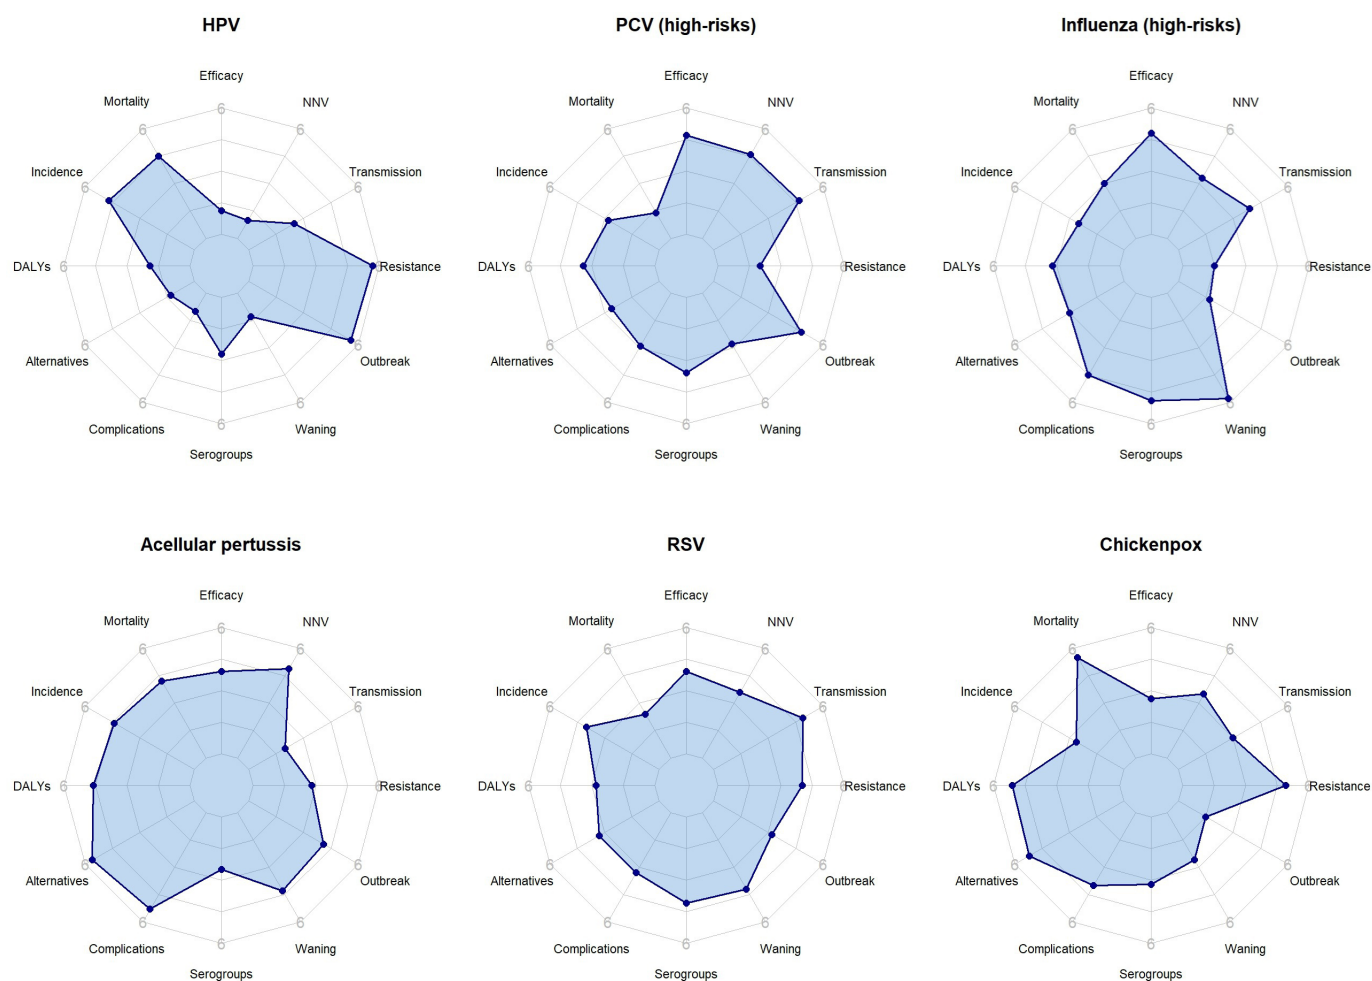 HPV
PCV (high-risks)
Influenza (high-risks)
Efficacy
Mortality
NNV
Incidence
Transmission
DALYs
Resistance
Alternatives
Outbreak
Complications
Waning
Serogroups
6
6
6
6
6
6
6
6
6
6
6
6
Efficacy
Mortality
NNV
Incidence
Transmission
DALYs
Resistance
Alternatives
Outbreak
Complications
Waning
Serogroups
6
6
6
6
6
6
6
6
6
6
6
6
Efficacy
Mortality
NNV
Incidence
Transmission
DALYs
Resistance
Alternatives
Outbreak
Complications
Waning
Serogroups
6
6
6
6
6
6
6
6
6
6
6
6
Acellular pertussis
RSV
Chickenpox
Efficacy
Mortality
NNV
Incidence
Transmission
DALYs
Resistance
Alternatives
Outbreak
Complications
Waning
Serogroups
6
6
6
6
6
6
6
6
6
6
6
6
Efficacy
Mortality
NNV
Incidence
Transmission
DALYs
Resistance
Alternatives
Outbreak
Complications
Waning
Serogroups
6
6
6
6
6
6
6
6
6
6
6
6
Efficacy
Mortality
NNV
Incidence
Transmission
DALYs
Resistance
Alternatives
Outbreak
Complications
Waning
Serogroups
6
6
6
6
6
6
6
6
6
6
6
6